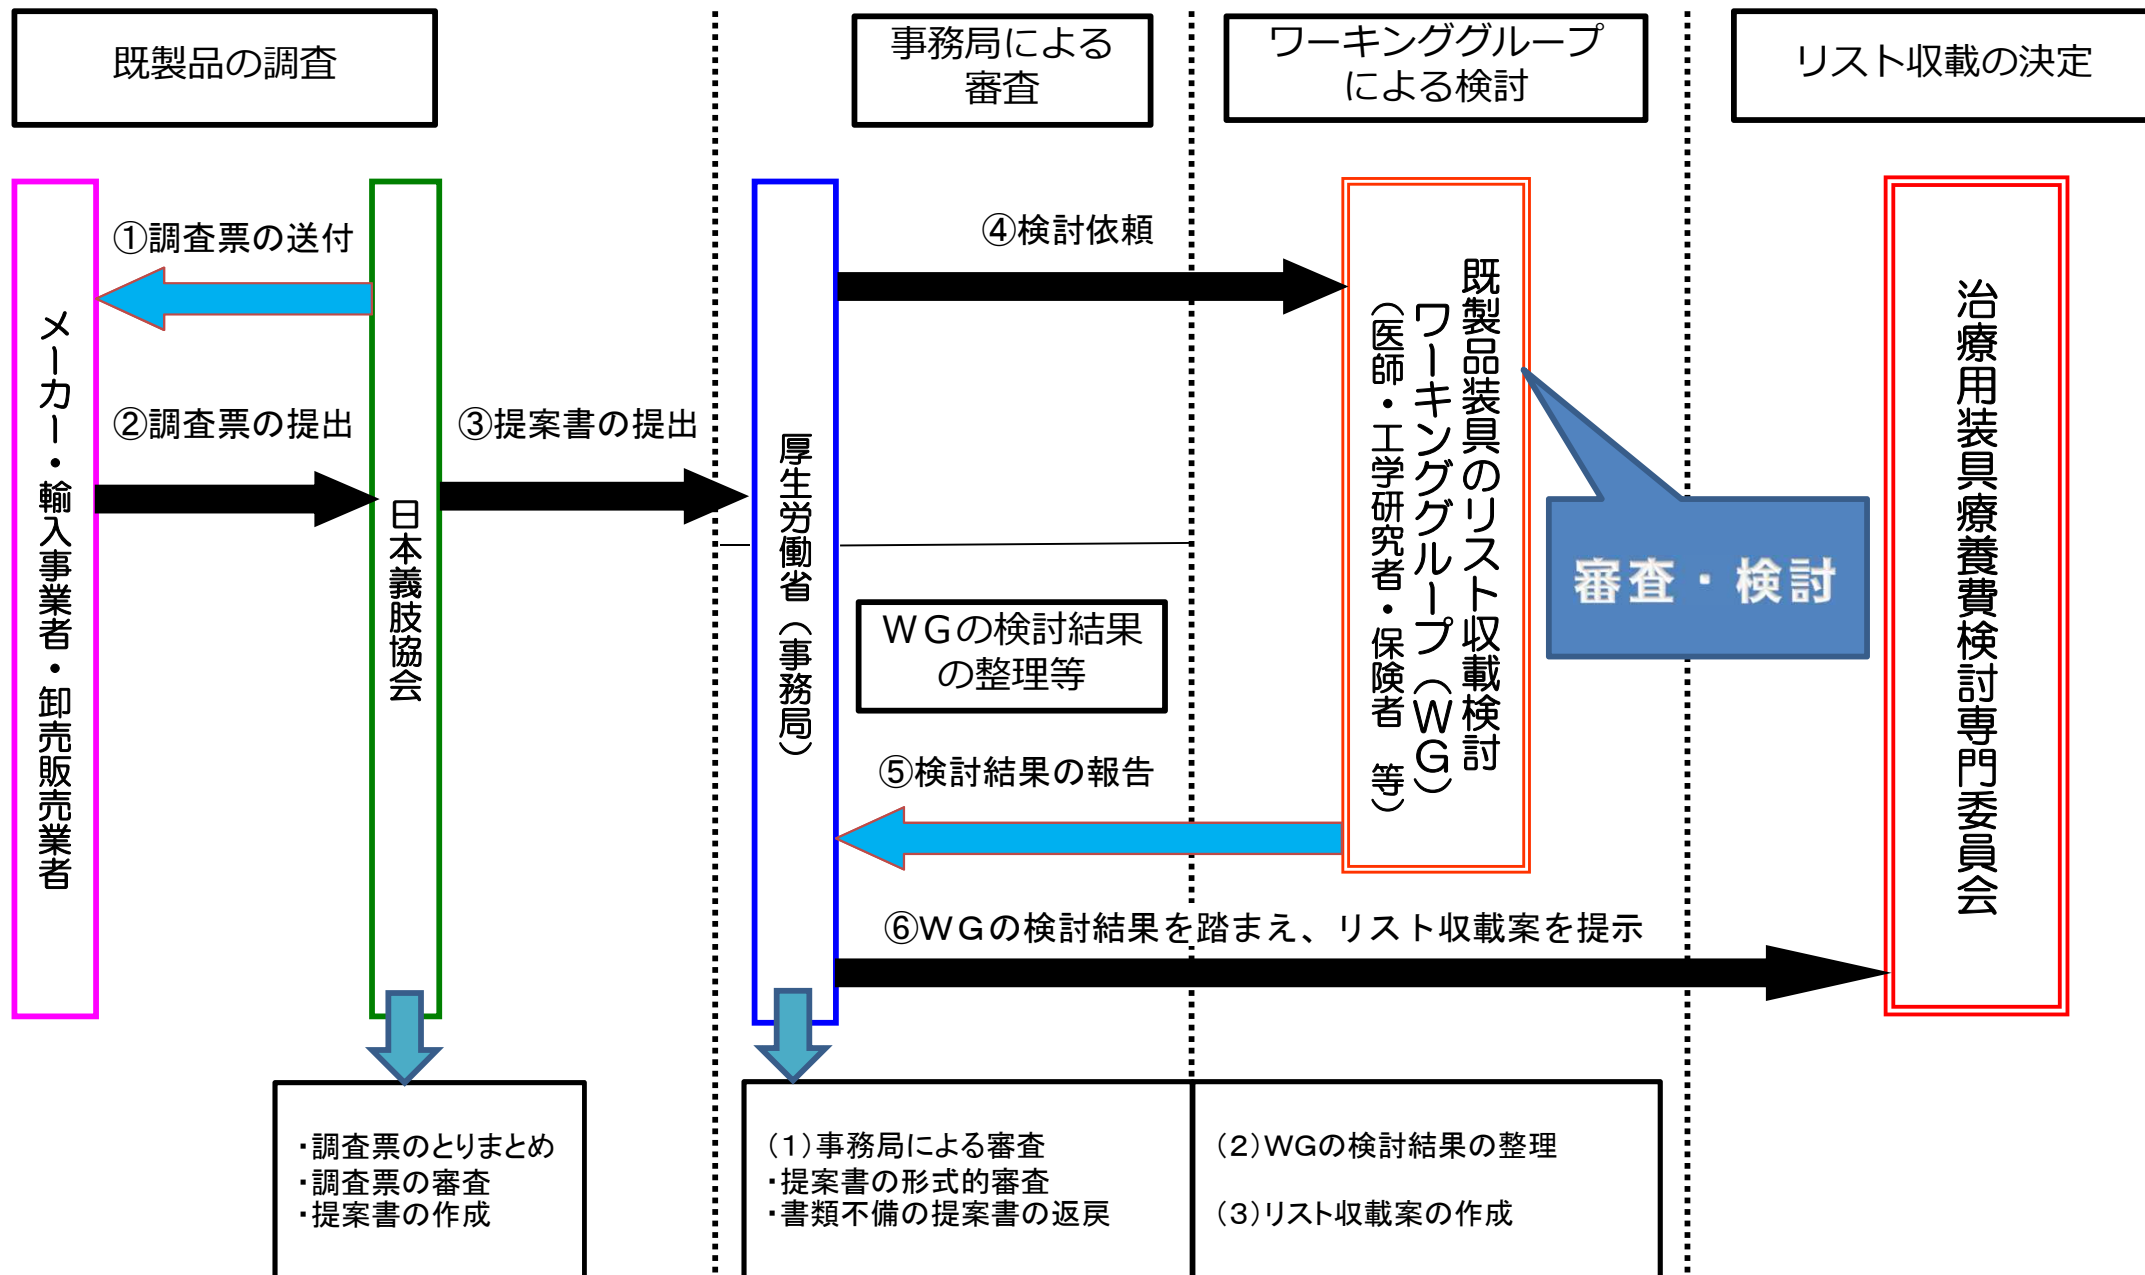 既製品の調査
事務局による
審査
ワーキンググループ
による検討
リスト収載の決定
①調査票の送付
②調査票の提出
③提案書の提出
④検討依頼
メーカー・輸入事業者・卸売販売業者
日本義肢協会
厚生労働省（事務局）
既製品装具のリスト収載検討
ワーキンググループ（ＷＧ）
（医師・工学研究者・保険者　等）
審査・検討
治療用装具療養費検討専門委員会
ＷＧの検討結果
の整理等
⑤検討結果の報告
⑥ＷＧの検討結果を踏まえ、リスト収載案を提示
・調査票のとりまとめ
・調査票の審査
・提案書の作成
（１）事務局による審査
・提案書の形式的審査
・書類不備の提案書の返戻
（２）WGの検討結果の整理
（３）リスト収載案の作成